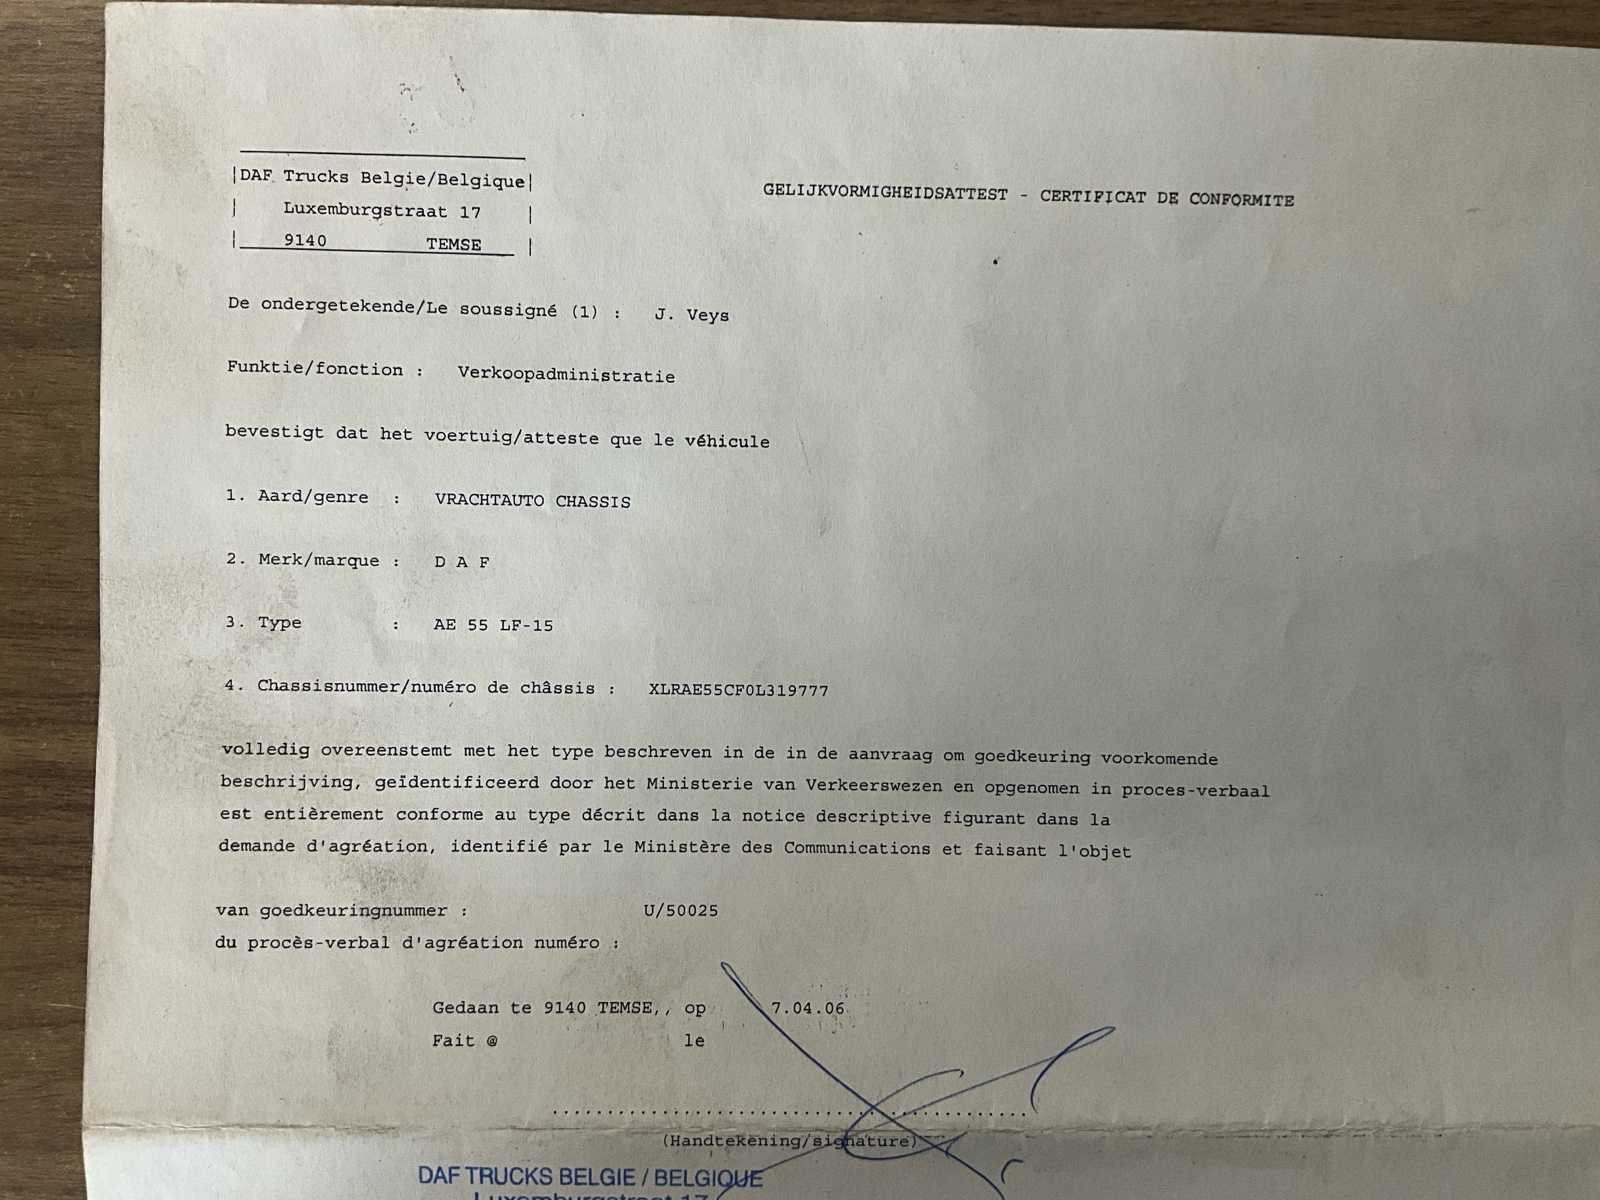 DAF Trucks Belgie/Belgique
Luxemburgstraat 17
9140 TEMSE
GELIJKVORMIGHEIDSATTEST - CERTIFICAT DE CONFORMITE
De ondergetekende/Le soussigné (1) : J. Veys
Funktie/fonction : Verkoopadministratie
bevestigt dat het voertuig/atteste que le véhicule
1. Aard/genre : VRACHTAUTO CHASSIS
2. Merk/marque : D A F
3. Type : AE 55 LF-15
4. Chassisnummer/numéro de châssis : XLRAE55CF0L319777
volledig overeenstemt met het type beschreven in de in de aanvraag om goedkeuring voorkomende
beschrijving, geïdentificeerd door het Ministerie van Verkeerswezen en opgenomen in proces-verbaal
est entièrement conforme au type décrit dans la notice descriptive figurant dans la
demande d'agréation, identifié par le Ministère des Communications et faisant l'objet
van goedkeuringnummer : U/50025
du procès-verbal d'agréation numéro :
Gedaan te 9140 TEMSE,, op 7.04.06
Fait @ le
(Handtekening/signature)
DAF TRUCKS BELGIE / BELGIQUE
Luxemburgstraat 17